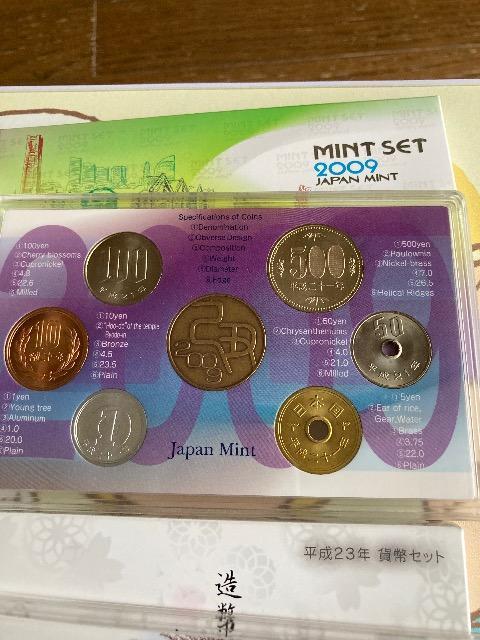 MINT SET
2009
JAPAN MINT
Specifications of Coins
①Denomination
②Obverse Design
③Composition
④Weight
⑤Diameter
⑥Edge
①100yen
②Cherry blossoms
③Cupronickel
④4.8
⑤22.6
⑥Milled
100
①500yen
②Paulownia
③Nickel-brass
④7.0
⑤26.5
⑥Helical Ridges
500
①10yen
②"Hoo-do" of the temple
Byodo-in
③Bronze
④4.5
⑤23.5
⑥Plain
10
①50yen
②Chrysanthemums
③Cupronickel
④4.0
⑤21.0
⑥Milled
50
①1yen
②Young tree
③Aluminum
④1.0
⑤20.0
⑥Plain
1
日本国
①5yen
②Ear of rice,
Gear,Water
③Brass
④3.75
⑤22.0
⑥Plain
Japan Mint
平成23年 貨幣セット
造幣